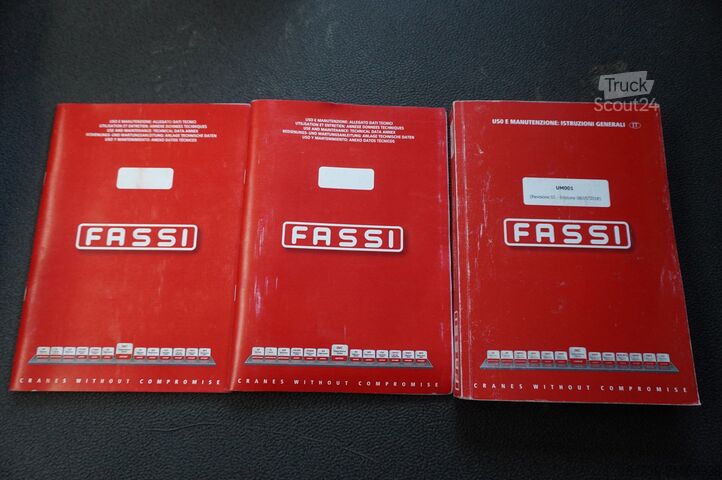 Truck
Scout24
USO E MANUTENZIONE: ALLEGATO DATI TECNICI
UTILISATION ET ENTRETIEN: ANNEXE DONNEES TECHNIQUES
USE AND MAINTENANCE: TECHNICAL DATA ANNEX
BEDIENUNGS- UND WARTUNGSANLEITUNG: ANLAGE TECHNISCHE DATEN
USO Y MANTENIMIENTO: ANEXO DATOS TÉCNICOS
FASSI
CRANES WITHOUT COMPROMISE
USO E MANUTENZIONE: ALLEGATO DATI TECNICI
UTILISATION ET ENTRETIEN: ANNEXE DONNEES TECHNIQUES
USE AND MAINTENANCE: TECHNICAL DATA ANNEX
BEDIENUNGS- UND WARTUNGSANLEITUNG: ANLAGE TECHNISCHE DATEN
USO Y MANTENIMIENTO: ANEXO DATOS TÉCNICOS
FASSI
CRANES WITHOUT COMPROMISE
USO E MANUTENZIONE: ISTRUZIONI GENERALI IT
UM001
FASSI
FASSI
CRANES WITHOUT COMPROMISE